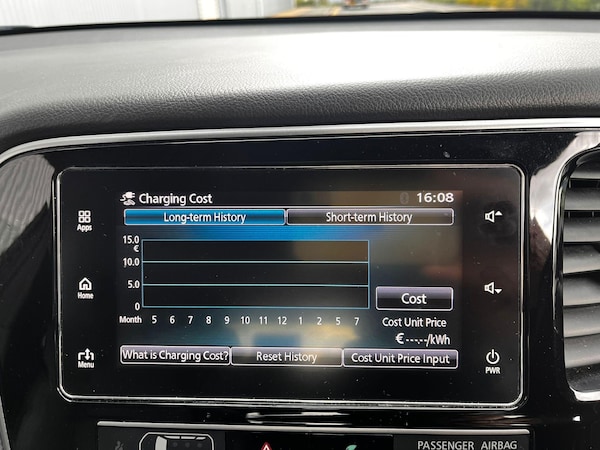 Charging Cost 16:08
Long-term History Short-term History
15.0
€
10.0
5.0
0
Month 5 6 7 8 9 10 11 12 1 2 5 7
Cost
Cost Unit Price
€--.--/kWh
What is Charging Cost? Reset History Cost Unit Price Input
Apps
Home
Menu
PWR
PASSENGER AIRBAG